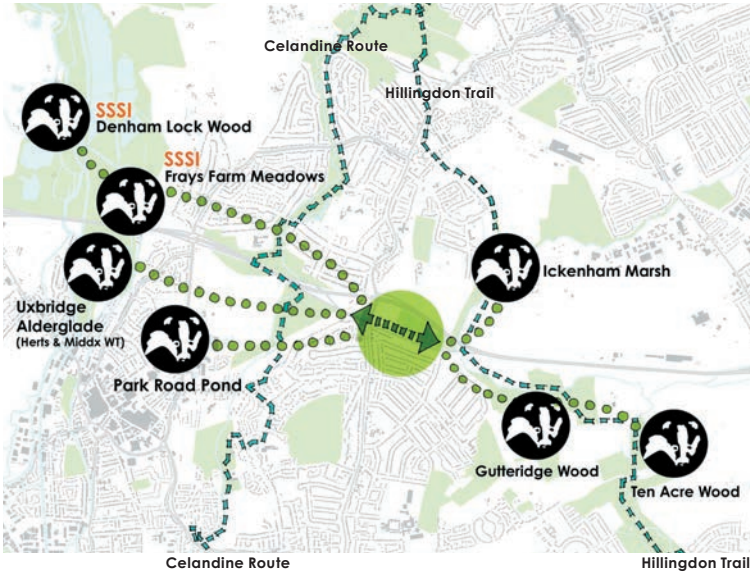 Celandine Route
Hillingdon Trail
SSSI
Denham Lock Wood
SSSI
Frays Farm Meadows
Ickenham Marsh
Uxbridge
Alderglade
(Herts & Middx WT)
Park Road Pond
Gutteridge Wood
Ten Acre Wood
Celandine Route
Hillingdon Trail